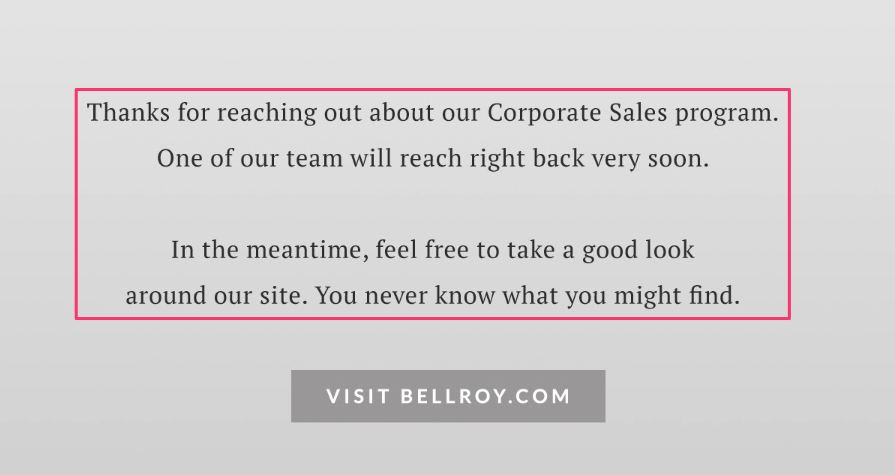 Thanks for reaching out about our Corporate Sales program.
One of our team will reach right back very soon.
In the meantime, feel free to take a good look
around our site. You never know what you might find.
VISIT BELLROY.COM